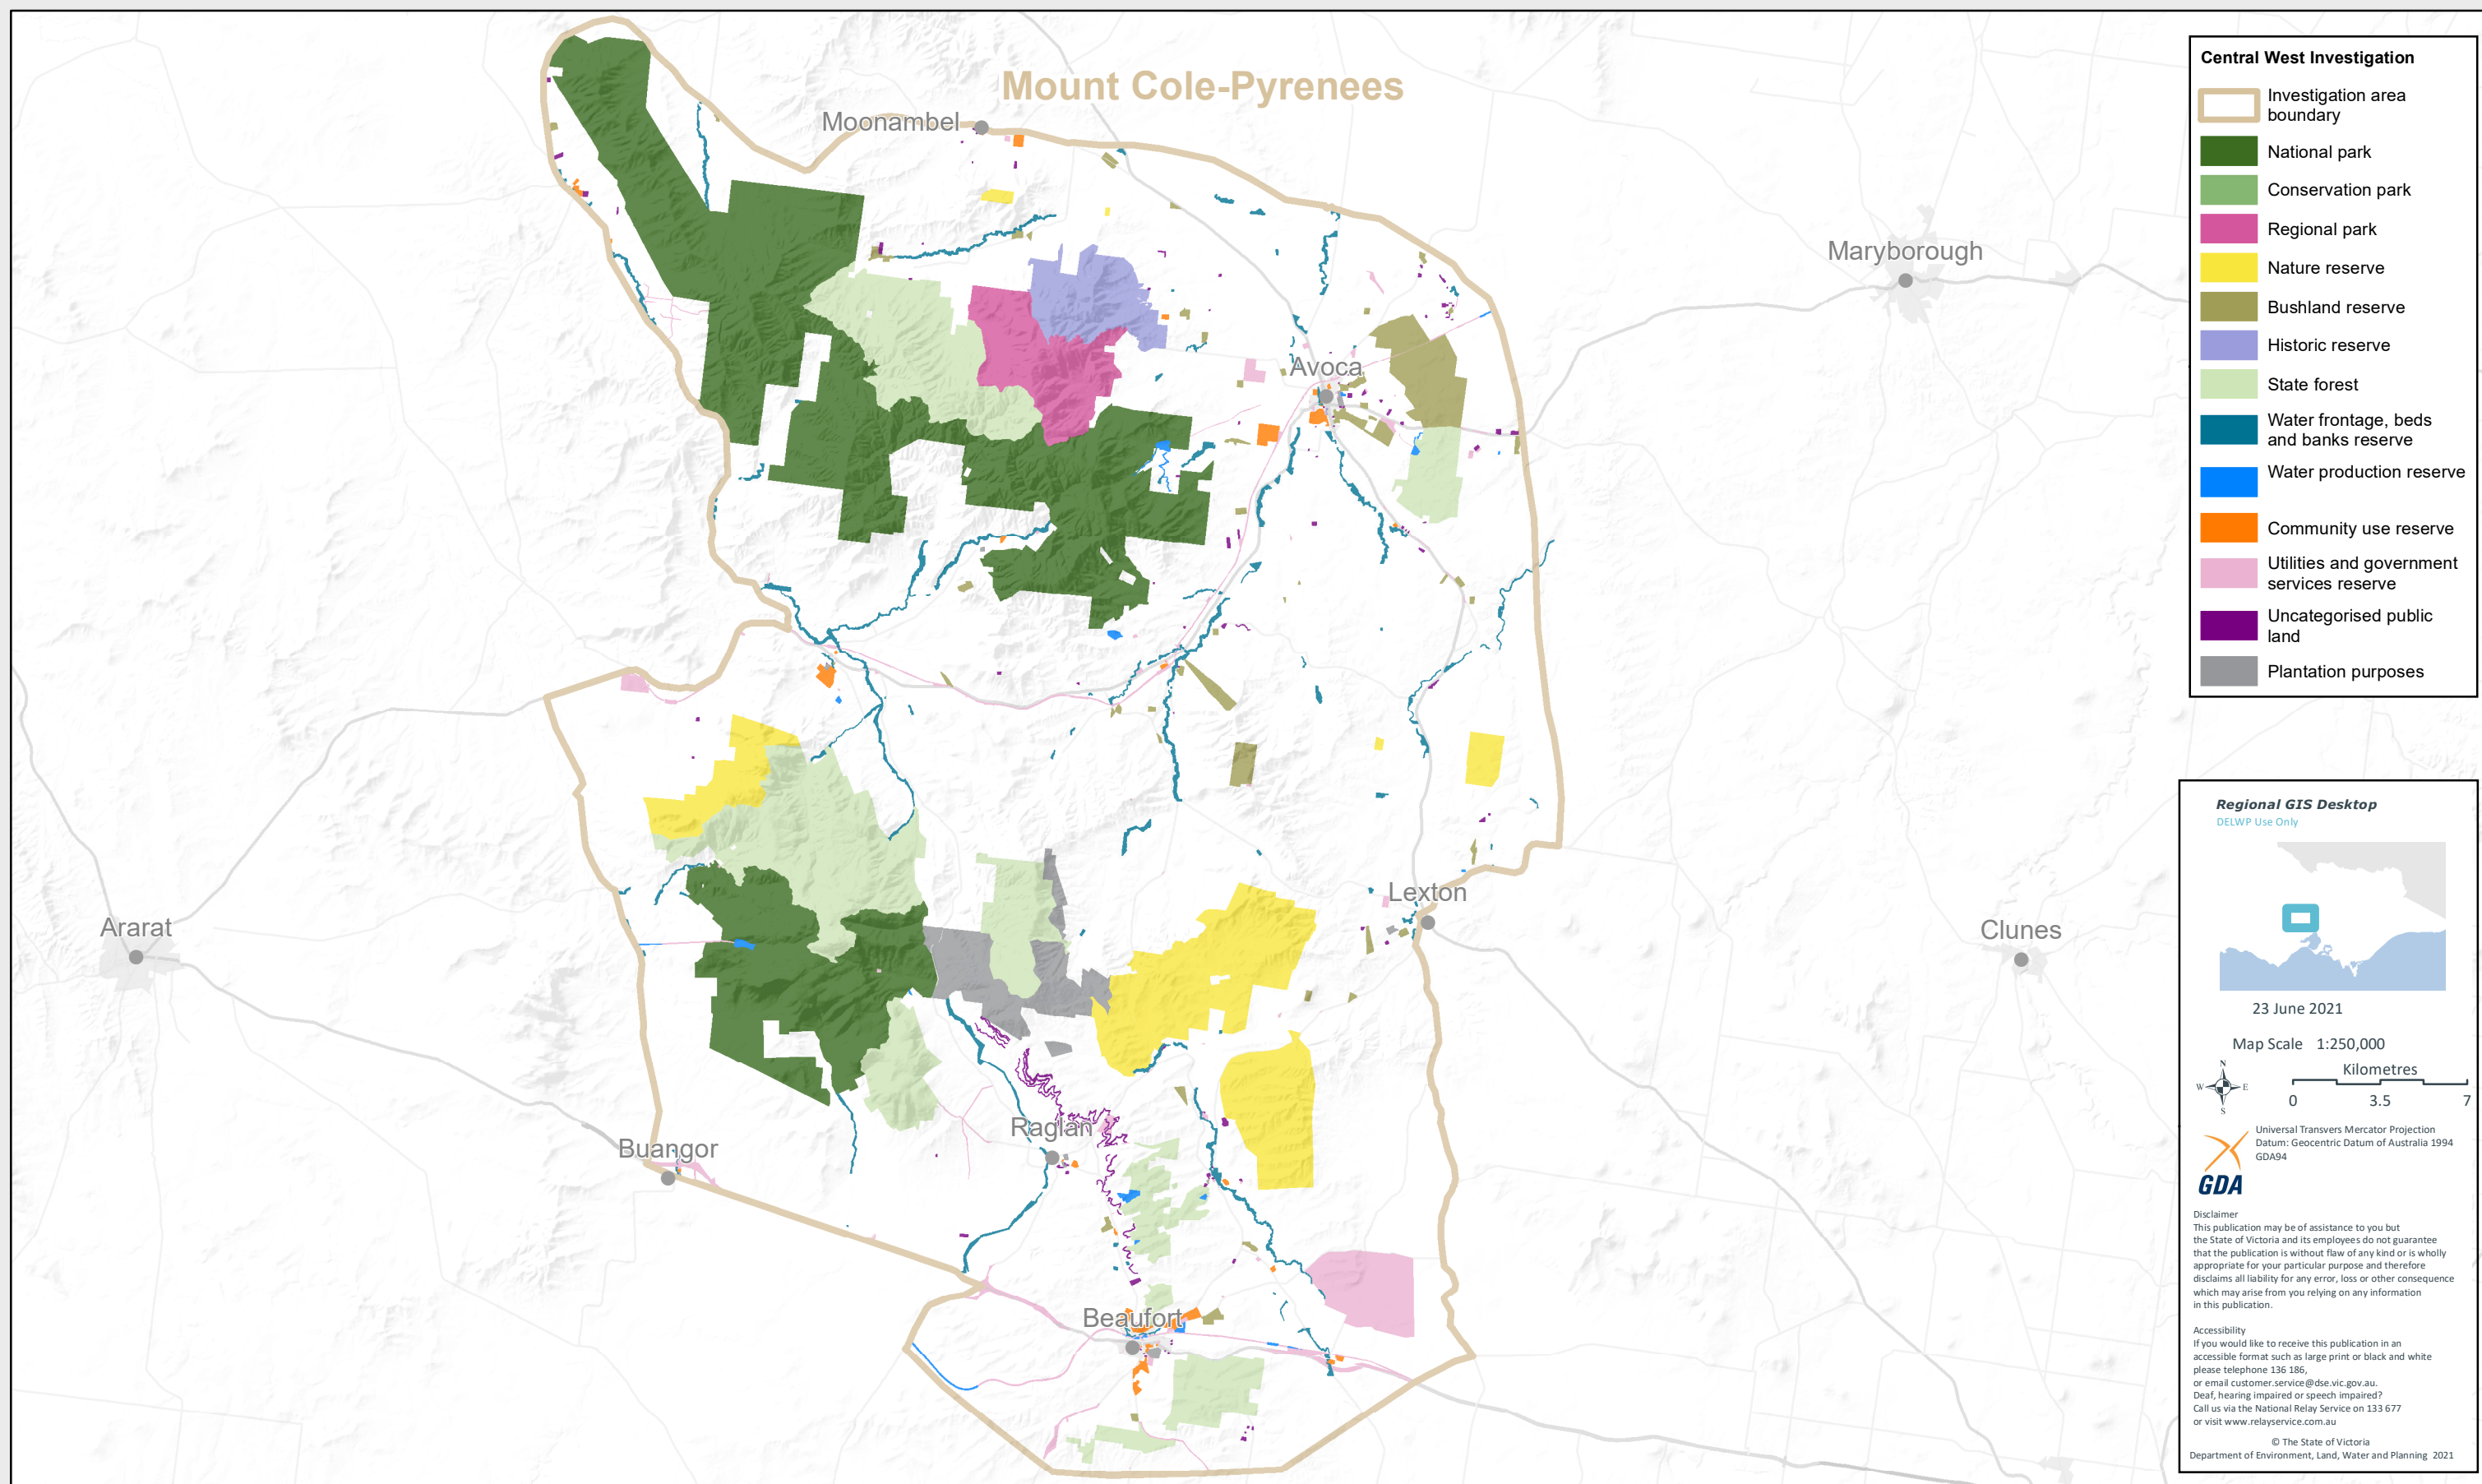 Mount Cole-Pyrenees
Moonambel
Maryborough
Avoca
Ararat
Lexton
Clunes
Raglan
Buangor
Beaufort
Central West Investigation
Investigation area
boundary
National park
Conservation park
Regional park
Nature reserve
Bushland reserve
Historic reserve
State forest
Water frontage, beds
and banks reserve
Water production reserve
Community use reserve
Utilities and government
services reserve
Uncategorised public
land
Plantation purposes
Regional GIS Desktop
DELWP Use Only
23 June 2021
Map Scale 1:250,000
N
W E
S
Kilometres
0 3.5 7
Universal Transvers Mercator Projection
Datum: Geocentric Datum of Australia 1994
GDA94
GDA
Disclaimer
This publication may be of assistance to you but
the State of Victoria and its employees do not guarantee
that the publication is without flaw of any kind or is wholly
appropriate for your particular purpose and therefore
disclaims all liability for any error, loss or other consequence
which may arise from you relying on any information
in this publication.
Accessibility
If you would like to receive this publication in an
accessible format such as large print or black and white
please telephone 136 186,
or email customer.service@dse.vic.gov.au.
Deaf, hearing impaired or speech impaired?
Call us via the National Relay Service on 133 677
or visit www.relayservice.com.au
© The State of Victoria
Department of Environment, Land, Water and Planning 2021